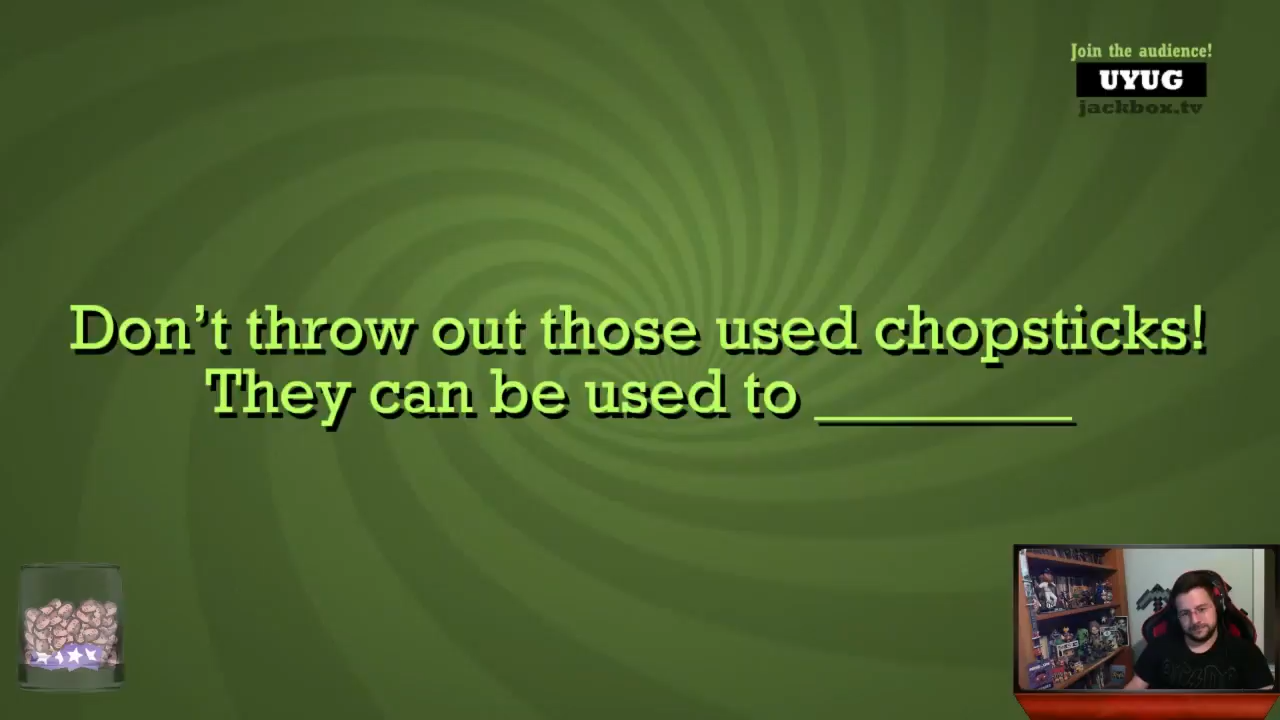 Join the audience!
UYUG
jackbox.tv
Don't throw out those used chopsticks!
They can be used to ________